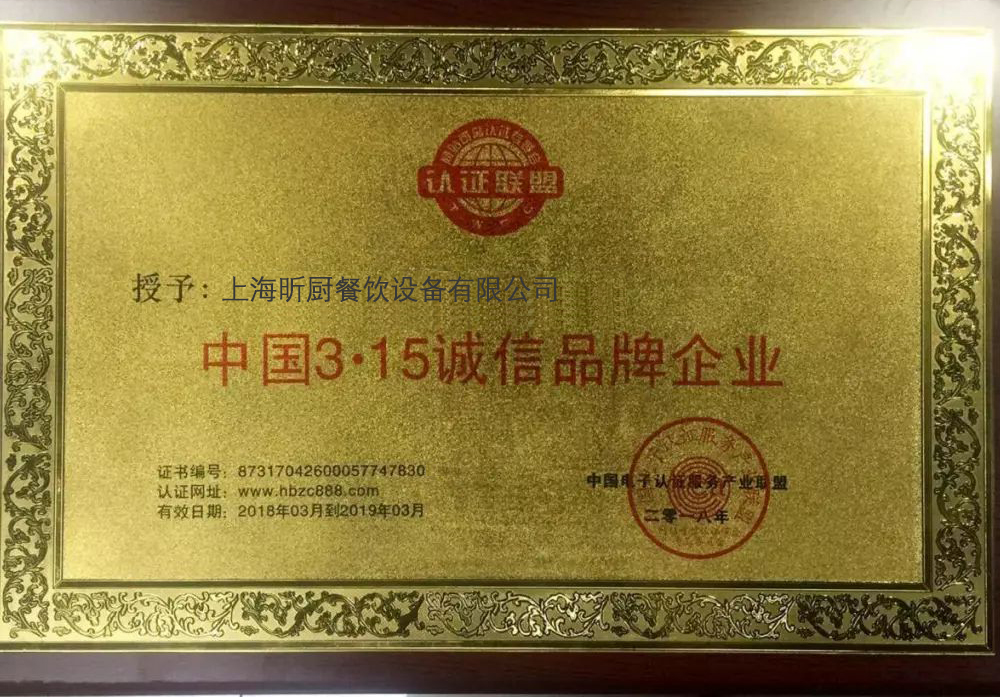 认证联盟
授予：上海昕厨餐饮设备有限公司
中国3·15诚信品牌企业
证书编号：87317042600057747830
认证网址：www.hbzc888.com
有效日期：2018年03月到2019年03月
中国电子认证服务产业联盟
二零一八年